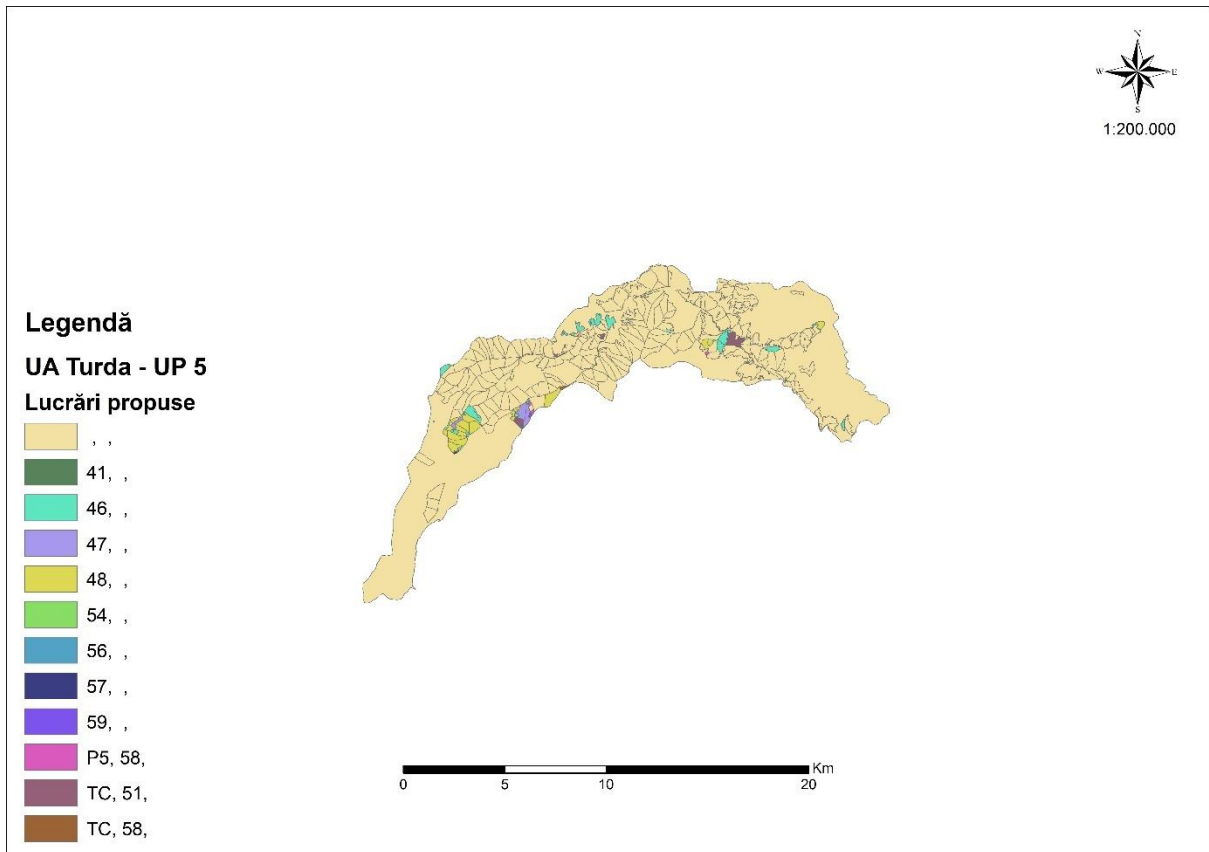 N
W E
S
1:200.000
Legendă
UA Turda - UP 5
Lucrări propuse
, ,
41, ,
46, ,
47, ,
48, ,
54, ,
56, ,
57, ,
59, ,
P5, 58,
TC, 51,
TC, 58,
Km
0 5 10 20